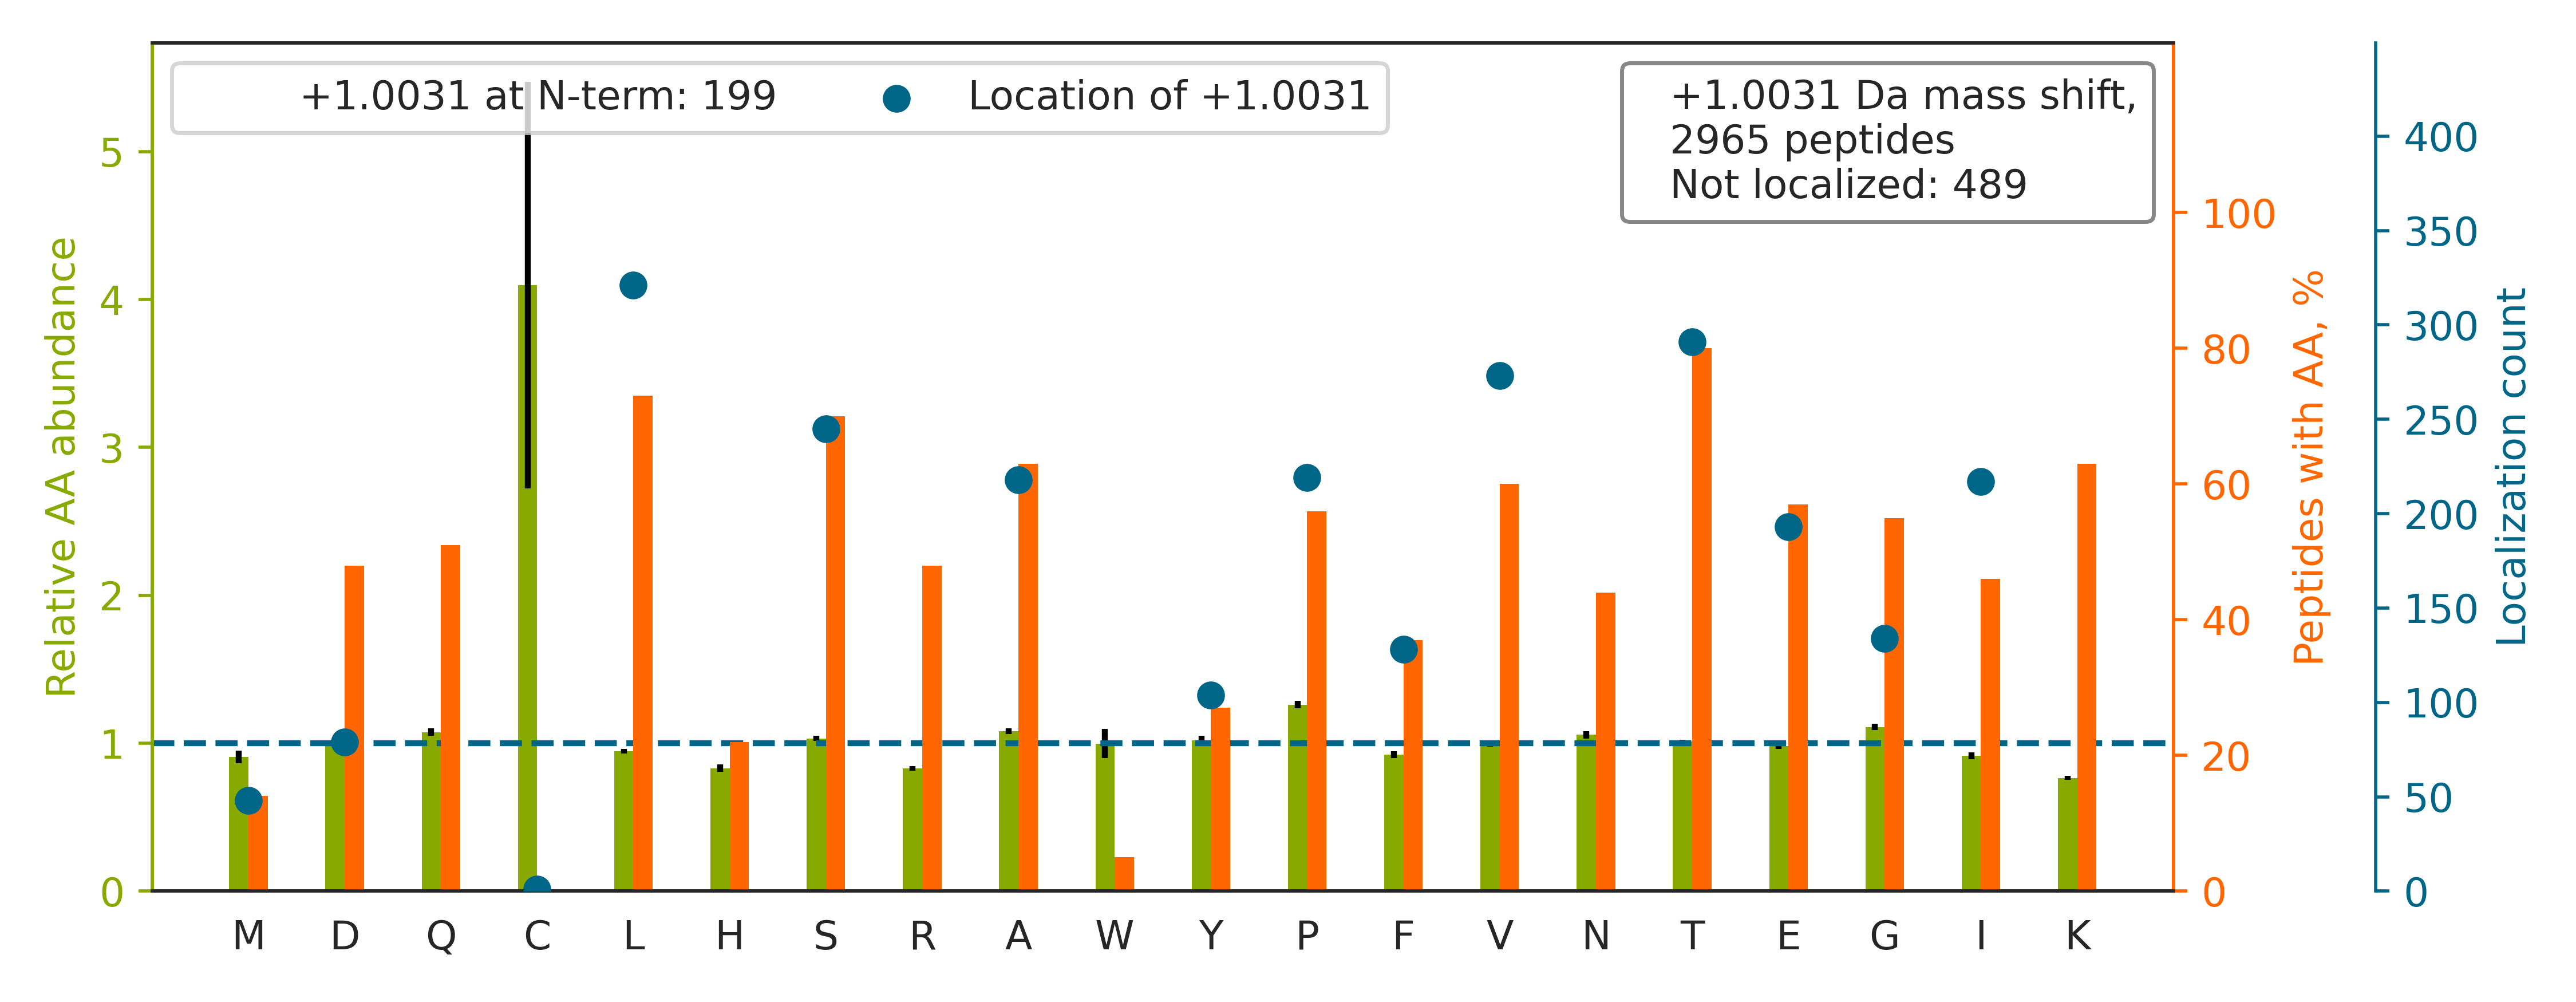 +1.0031 at N-term: 199
Location of +1.0031
+1.0031 Da mass shift,
2965 peptides
Not localized: 489
Relative AA abundance
5
4
3
2
1
0
M D Q C L H S R A W Y P F V N T E G I K
100
80
60
40
20
0
Peptides with AA, %
400
350
300
250
200
150
100
50
0
Localization count